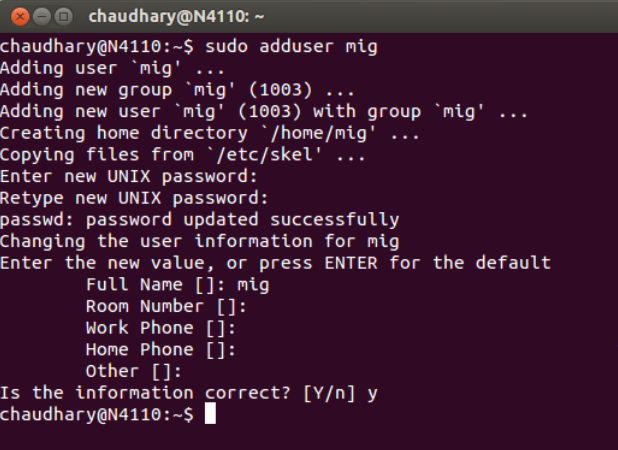 chaudhary@N4110: ~
chaudhary@N4110:~$ sudo adduser mig
Adding user `mig' ...
Adding new group `mig' (1003) ...
Adding new user `mig' (1003) with group `mig' ...
Creating home directory `/home/mig' ...
Copying files from `/etc/skel' ...
Enter new UNIX password:
Retype new UNIX password:
passwd: password updated successfully
Changing the user information for mig
Enter the new value, or press ENTER for the default
        Full Name []: mig
        Room Number []:
        Work Phone []:
        Home Phone []:
        Other []:
Is the information correct? [Y/n] y
chaudhary@N4110:~$